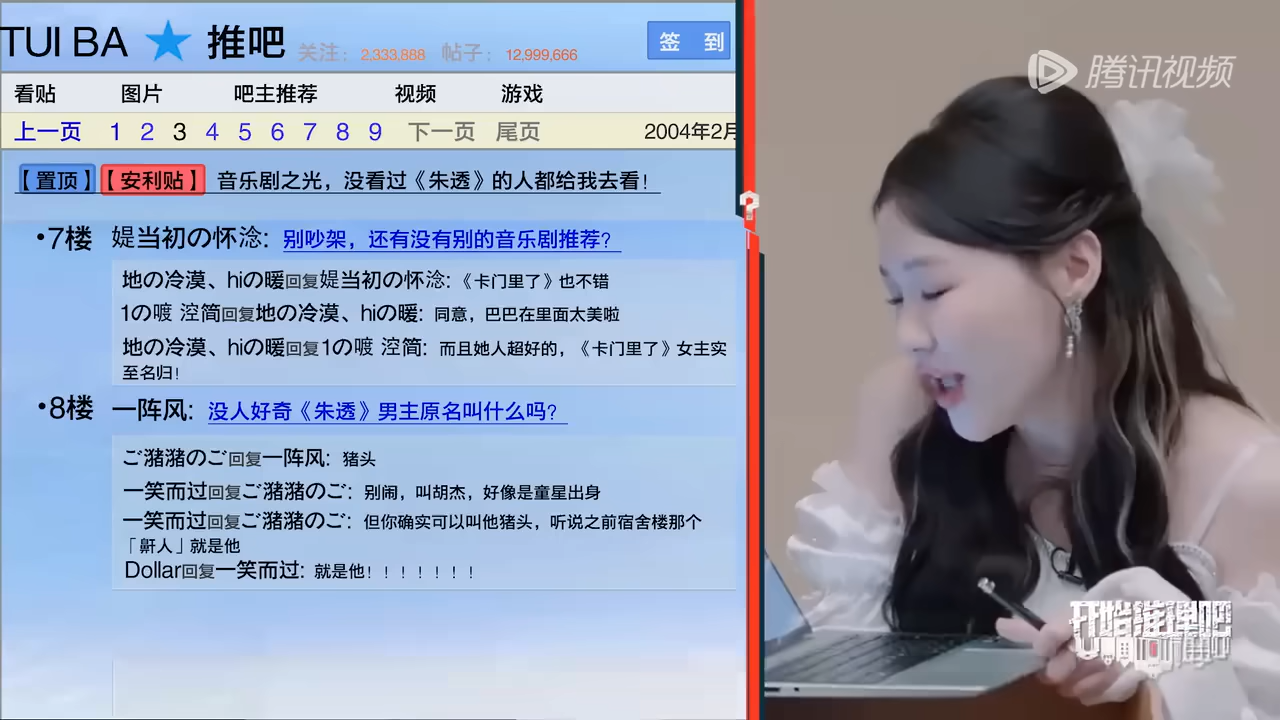 TUI BA ★ 推吧 关注：2,333,888 帖子：12,999,666 签 到
腾讯视频
看贴 图片 吧主推荐 视频 游戏
上一页 1 2 3 4 5 6 7 8 9 下一页 尾页 2004年2月
【置顶】【安利贴】音乐剧之光，没看过《朱透》的人都给我去看！
•7楼 媞当初の怀淰：别吵架，还有没有别的音乐剧推荐？
地の冷漠、hiの暖回复媞当初の怀淰：《卡门里了》也不错
1の喥 涳简回复地の冷漠、hiの暖：同意，巴巴在里面太美啦
地の冷漠、hiの暖回复1の喥 涳简：而且她人超好的，《卡门里了》女主实
至名归！
•8楼 一阵风：没人好奇《朱透》男主原名叫什么吗？
ご潴潴のご回复一阵风：猪头
一笑而过回复ご潴潴のご：别闹，叫胡杰，好像是童星出身
一笑而过回复ご潴潴のご：但你确实可以叫他猪头，听说之前宿舍楼那个
「鼾人」就是他
Dollar回复一笑而过：就是他！！！！！！！
开始推理吧